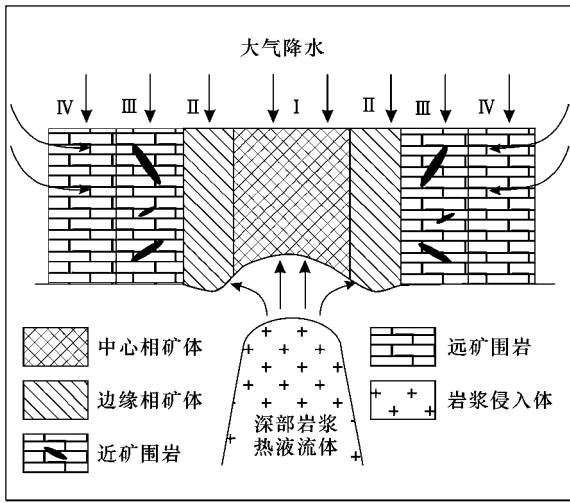 大气降水
Ⅳ Ⅲ Ⅱ Ⅰ Ⅱ Ⅲ Ⅳ
中心相矿体
边缘相矿体
近矿围岩
深部岩浆
热液流体
远矿围岩
岩浆侵入体